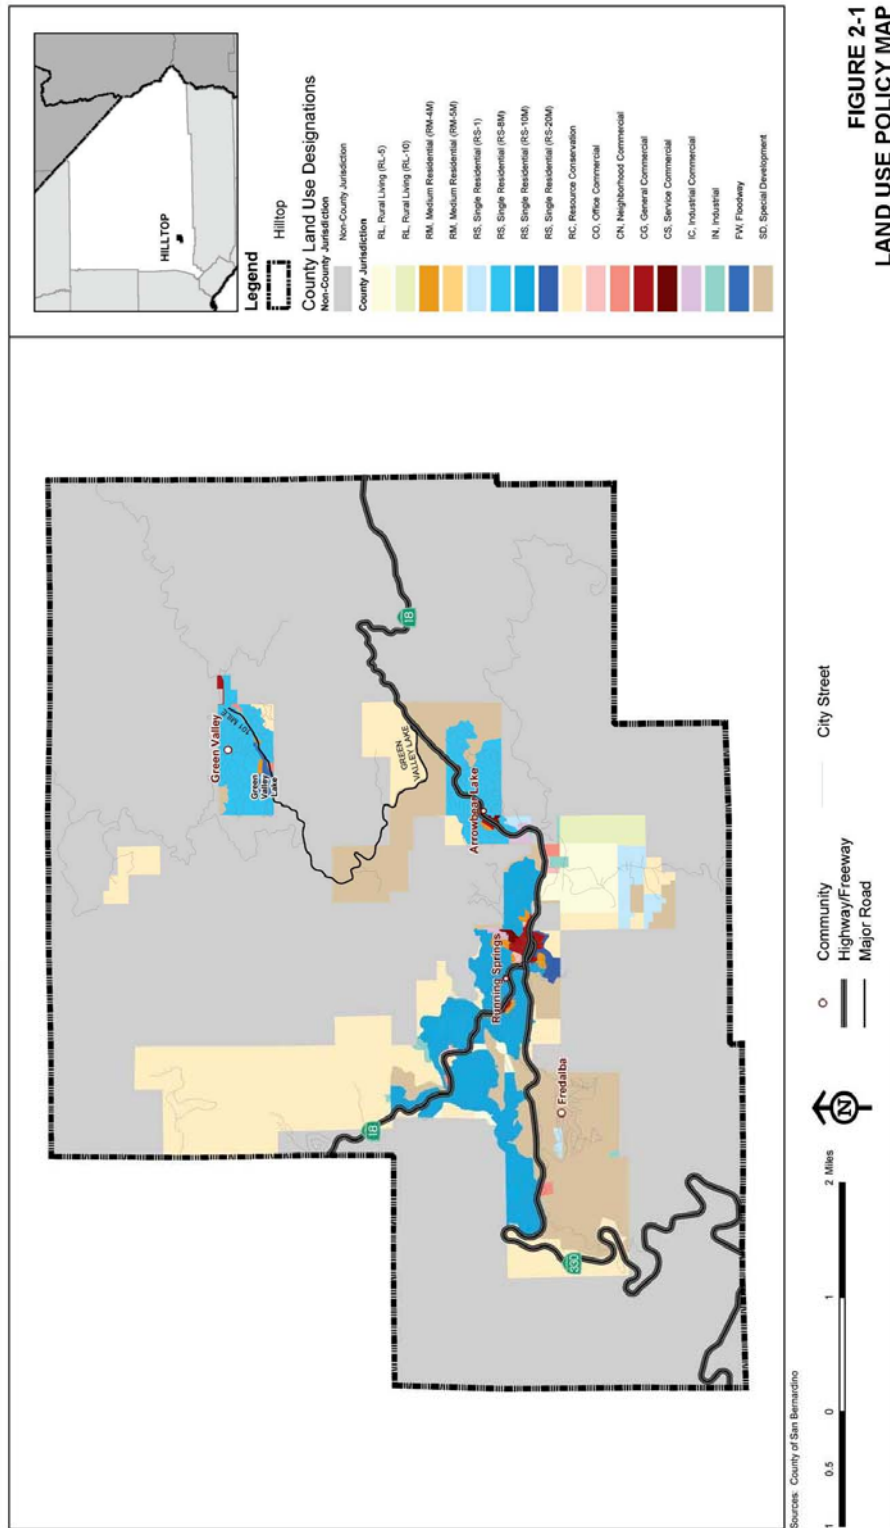 FIGURE 2-1
LAND USE POLICY MAP
HILLTOP
Legend
Hilltop
County Land Use Designations
Non-County Jurisdiction
Non-County Jurisdiction
County Jurisdiction
RL, Rural Living (RL-5)
RL, Rural Living (RL-10)
RM, Medium Residential (RM-4M)
RM, Medium Residential (RM-5M)
RS, Single Residential (RS-1)
RS, Single Residential (RS-8M)
RS, Single Residential (RS-10M)
RS, Single Residential (RS-20M)
RC, Resource Conservation
CO, Office Commercial
CN, Neighborhood Commercial
CG, General Commercial
CS, Service Commercial
IC, Industrial Commercial
IN, Industrial
FW, Floodway
SD, Special Development
Green Valley
101 MILE
Green
Valley
Lake
18
GREEN
VALLEY LAKE
Arrowbear Lake
Running Springs
18
Fredalba
330
Sources: County of San Bernardino
1
0.5
0
1
2 Miles
N
Community
Highway/Freeway
Major Road
City Street